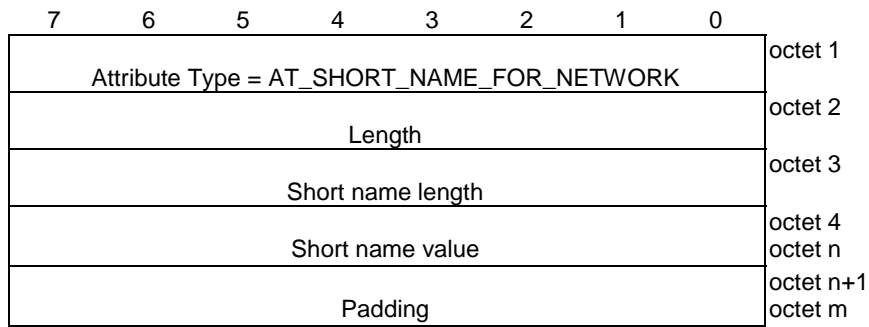 7 6 5 4 3 2 1 0
octet 1
Attribute Type = AT_SHORT_NAME_FOR_NETWORK
octet 2
Length
octet 3
Short name length
octet 4
Short name value octet n
octet n+1
Padding octet m